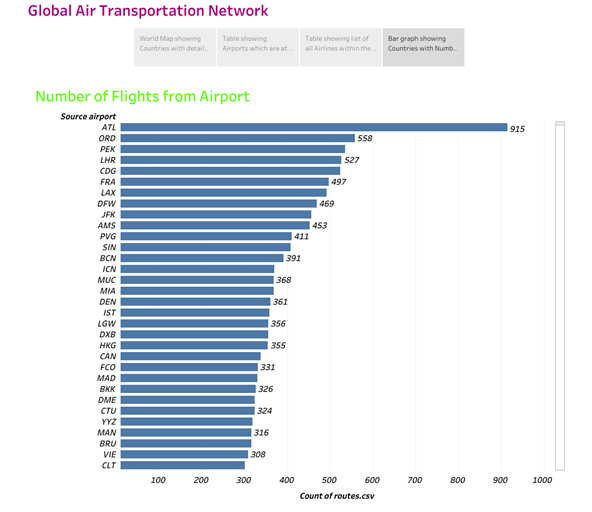 Global Air Transportation Network
World Map showing
Countries with detail..
Table showing
Airports which are at ..
Table showing list of
all Airlines within the ..
Bar graph showing
Countries with Numb..
Number of Flights from Airport
Source airport
ATL 915
ORD 558
PEK
LHR 527
CDG
FRA 497
LAX
DFW 469
JFK
AMS 453
PVG 411
SIN
BCN 391
ICN
MUC 368
MIA
DEN 361
IST
LGW 356
DXB
HKG 355
CAN
FCO 331
MAD
BKK 326
DME
CTU 324
YYZ
MAN 316
BRU
VIE 308
CLT
100 200 300 400 500 600 700 800 900 1000
Count of routes.csv